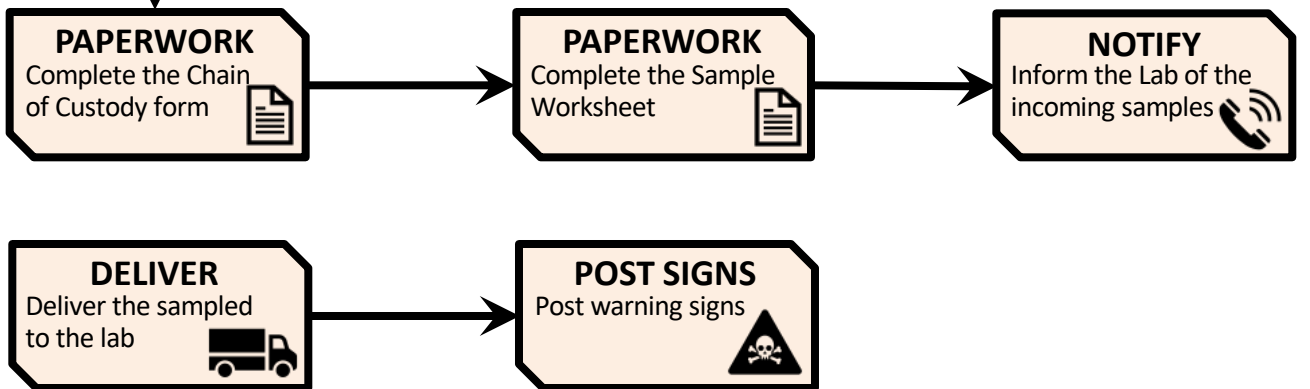 PAPERWORK
Complete the Chain
of Custody form
PAPERWORK
Complete the Sample
Worksheet
NOTIFY
Inform the Lab of the
incoming samples
DELIVER
Deliver the sampled
to the lab
POST SIGNS
Post warning signs